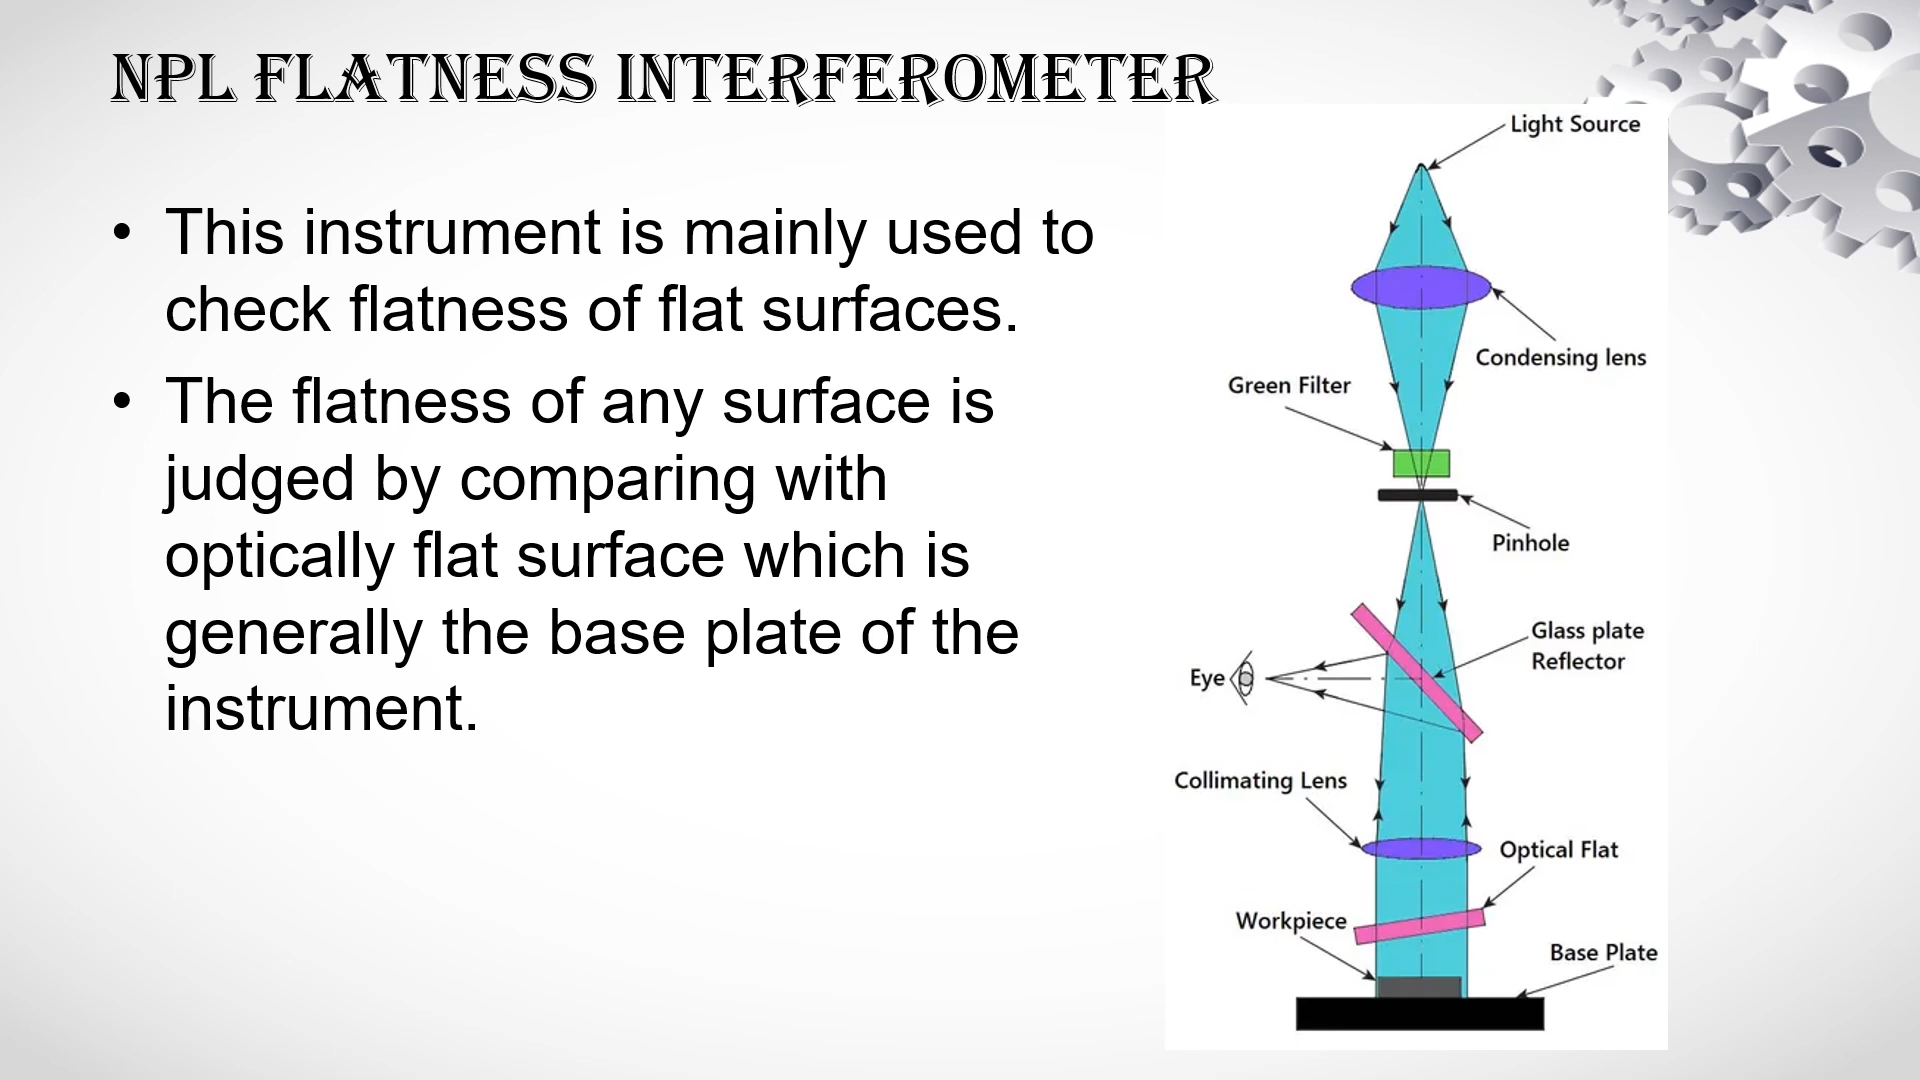 NPL FLATNESS INTERFEROMETER
• This instrument is mainly used to
check flatness of flat surfaces.
• The flatness of any surface is
judged by comparing with
optically flat surface which is
generally the base plate of the
instrument.
Light Source
Condensing lens
Green Filter
Pinhole
Glass plate
Reflector
Eye
Collimating Lens
Optical Flat
Workpiece
Base Plate